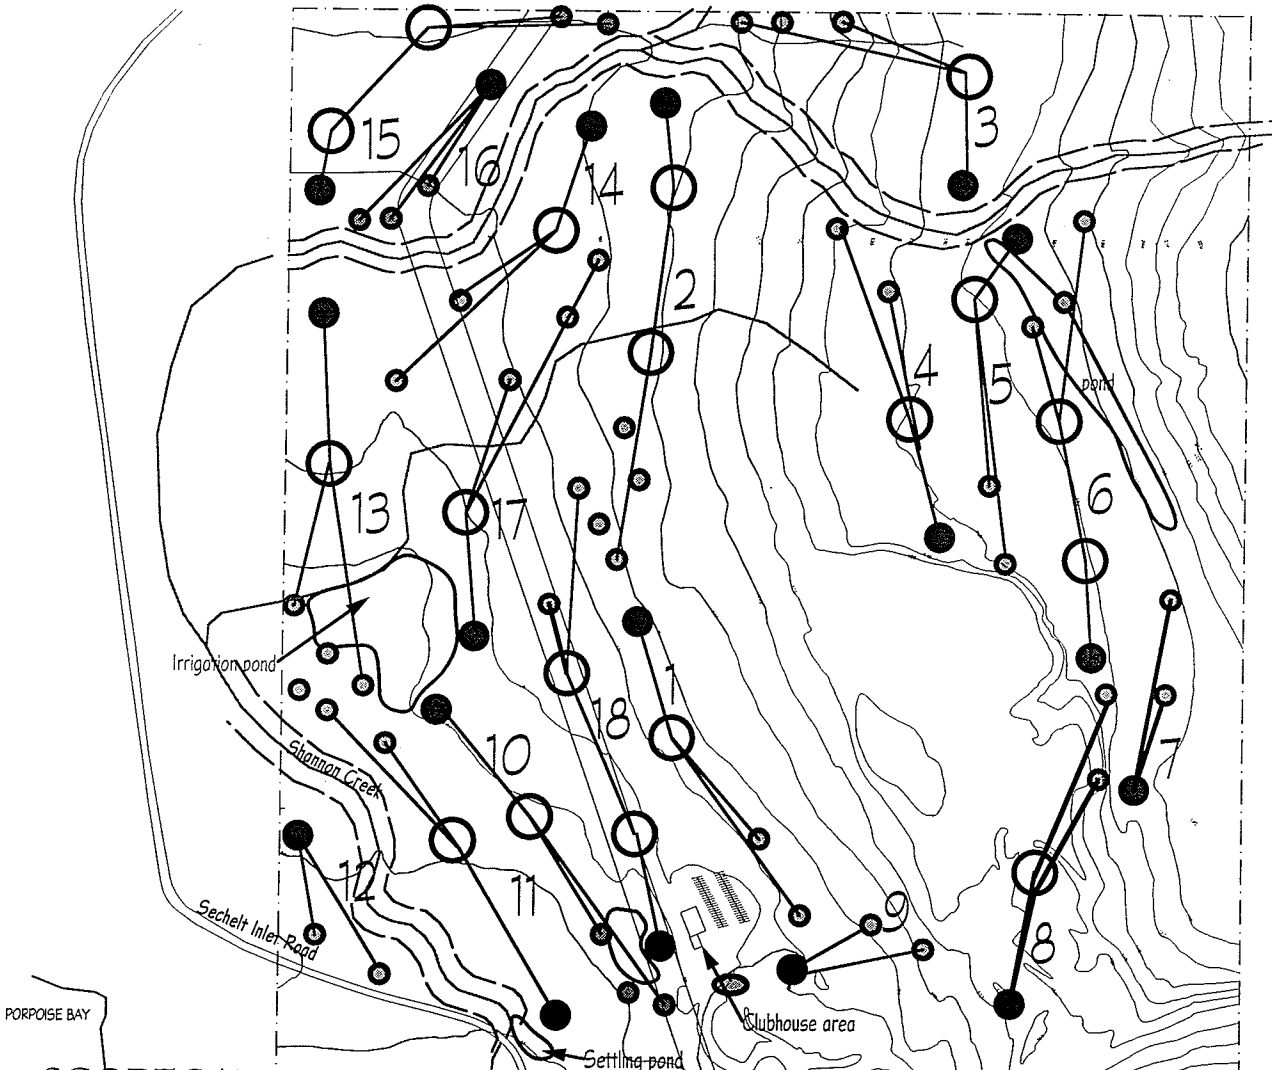 15
16
14
3
2
4
5
pond
13
17
6
Irrigation pond
1
18
10
7
Shannon Creek
12
11
9
8
Sechelt Inlet Road
PORPOISE BAY
Clubhouse area
Settling pond